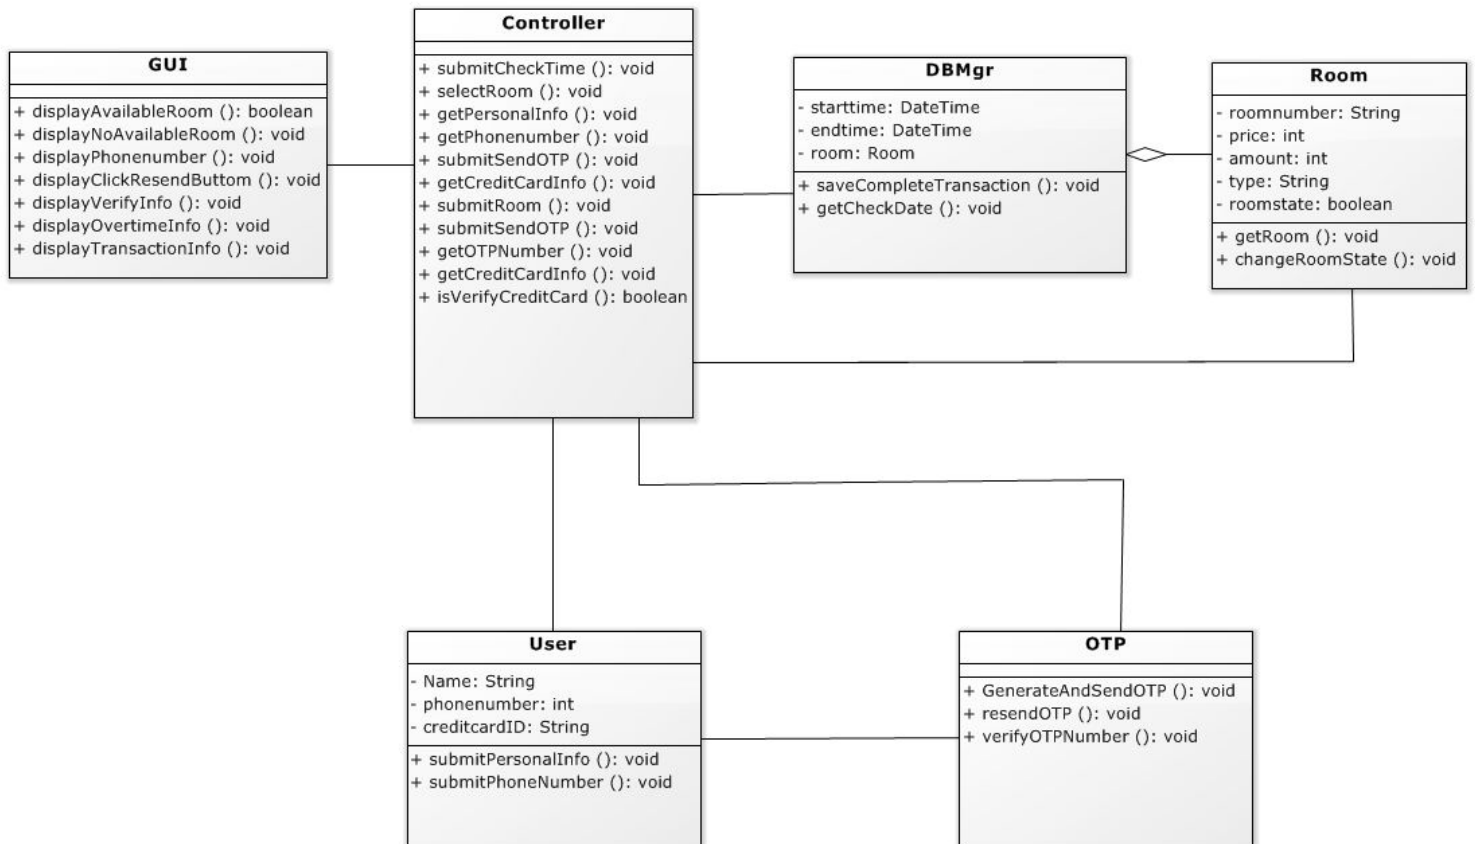 GUI
+ displayAvailableRoom (): boolean
+ displayNoAvailableRoom (): void
+ displayPhonenumber (): void
+ displayClickResendButtom (): void
+ displayVerifyInfo (): void
+ displayOvertimeInfo (): void
+ displayTransactionInfo (): void
Controller
+ submitCheckTime (): void
+ selectRoom (): void
+ getPersonalInfo (): void
+ getPhonenumber (): void
+ submitSendOTP (): void
+ getCreditCardInfo (): void
+ submitRoom (): void
+ submitSendOTP (): void
+ getOTPNumber (): void
+ getCreditCardInfo (): void
+ isVerifyCreditCard (): boolean
DBMgr
- starttime: DateTime
- endtime: DateTime
- room: Room
+ saveCompleteTransaction (): void
+ getCheckDate (): void
Room
- roomnumber: String
- price: int
- amount: int
- type: String
- roomstate: boolean
+ getRoom (): void
+ changeRoomState (): void
User
- Name: String
- phonenumber: int
- creditcardID: String
+ submitPersonalInfo (): void
+ submitPhoneNumber (): void
OTP
+ GenerateAndSendOTP (): void
+ resendOTP (): void
+ verifyOTPNumber (): void